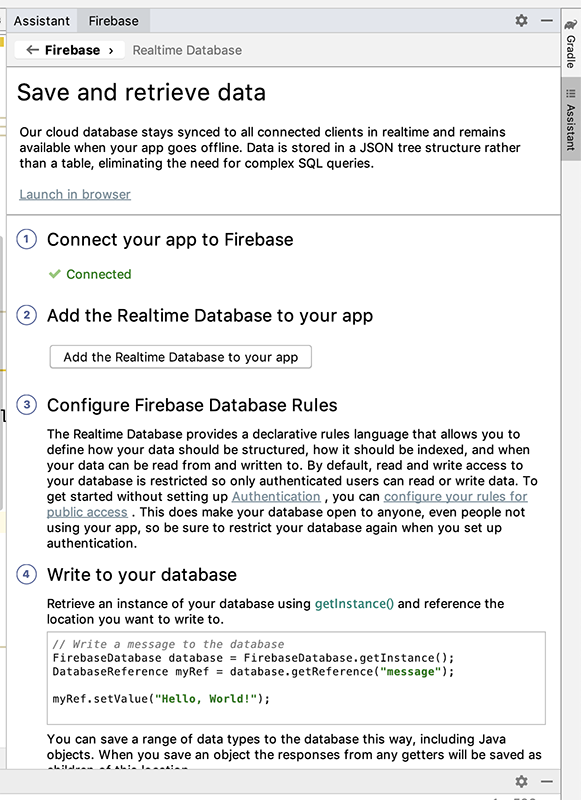 Assistant Firebase
Firebase › Realtime Database
Gradle
Assistant
Save and retrieve data
Our cloud database stays synced to all connected clients in realtime and remains
available when your app goes offline. Data is stored in a JSON tree structure rather
than a table, eliminating the need for complex SQL queries.
Launch in browser
1 Connect your app to Firebase
Connected
2 Add the Realtime Database to your app
Add the Realtime Database to your app
3 Configure Firebase Database Rules
The Realtime Database provides a declarative rules language that allows you to
define how your data should be structured, how it should be indexed, and when
your data can be read from and written to. By default, read and write access to
your database is restricted so only authenticated users can read or write data. To
get started without setting up Authentication , you can configure your rules for
public access . This does make your database open to anyone, even people not
using your app, so be sure to restrict your database again when you set up
authentication.
4 Write to your database
Retrieve an instance of your database using getInstance() and reference the
location you want to write to.
// Write a message to the database
FirebaseDatabase database = FirebaseDatabase.getInstance();
DatabaseReference myRef = database.getReference("message");
myRef.setValue("Hello, World!");
You can save a range of data types to the database this way, including Java
objects. When you save an object the responses from any getters will be saved as
children of this location.